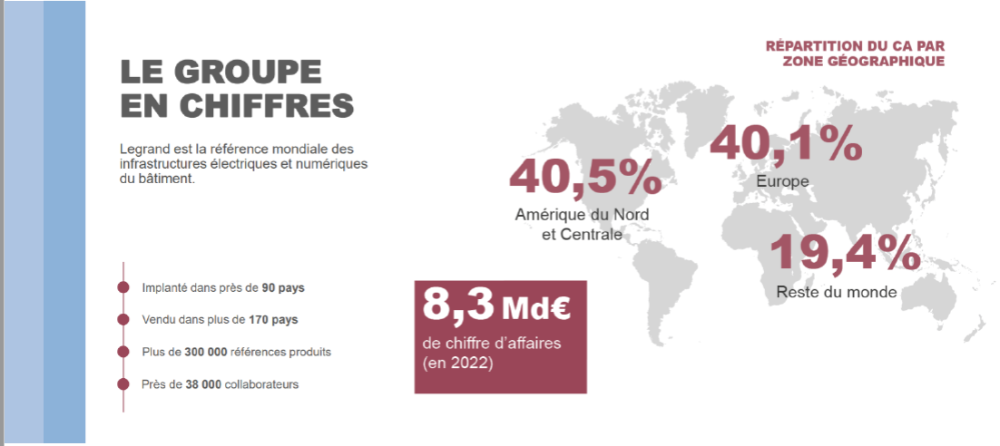 LE GROUPE
EN CHIFFRES
Legrand est la référence mondiale des
infrastructures électriques et numériques
du bâtiment.
Implanté dans près de 90 pays
Vendu dans plus de 170 pays
Plus de 300 000 références produits
Près de 38 000 collaborateurs
8,3 Md€
de chiffre d'affaires
(en 2022)
RÉPARTITION DU CA PAR
ZONE GÉOGRAPHIQUE
40,5%
Amérique du Nord
et Centrale
40,1%
Europe
19,4%
Reste du monde